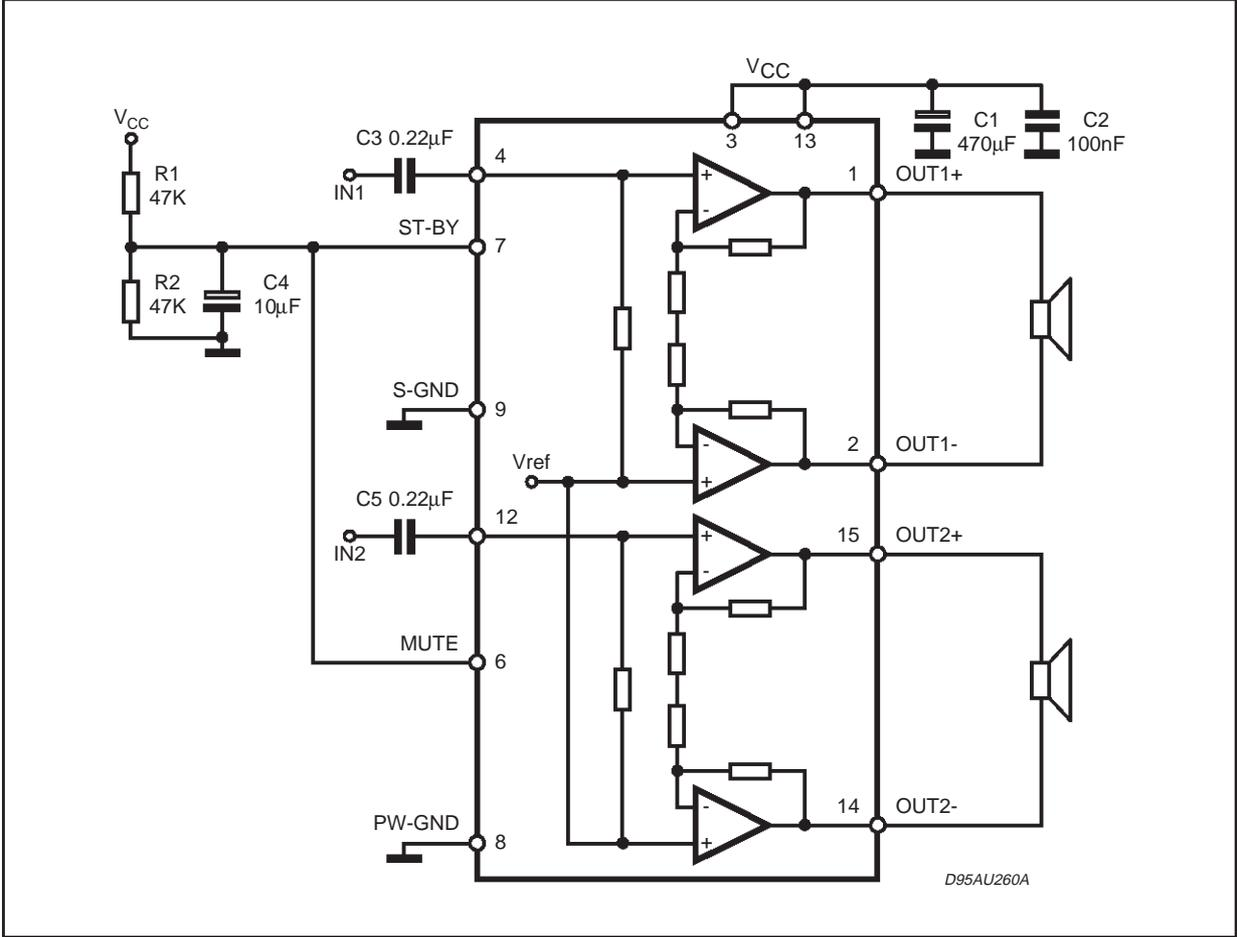 VCC
3
13
C1
470µF
C2
100nF
VCC
R1
47K
R2
47K
C4
10µF
C3 0.22µF
IN1
4
ST-BY
7
+
-
1
OUT1+
S-GND
9
Vref
-
+
2
OUT1-
C5 0.22µF
IN2
12
+
-
15
OUT2+
MUTE
6
PW-GND
8
-
+
14
OUT2-
D95AU260A